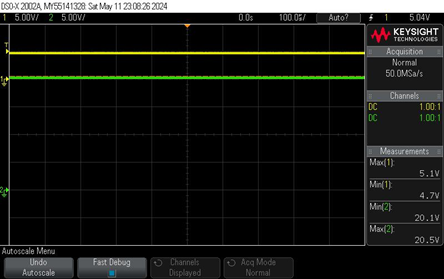 DSO-X 2002A, MY55141328: Sat May 11 23:08:26 2024
1 5.00V/ 2 5.00V/ 0.0s 100.0s/ Auto? 1 5.04V
KEYSIGHT
TECHNOLOGIES
Acquisition
Normal
50.0MSa/s
Channels
DC 1.00:1
DC 1.00:1
Measurements
Max(1):
5.1V
Min(1):
4.7V
Min(2):
20.1V
Max(2):
20.5V
T
1
2
Autoscale Menu
Undo
Autoscale
Fast Debug
Channels
Displayed
Acq Mode
Normal